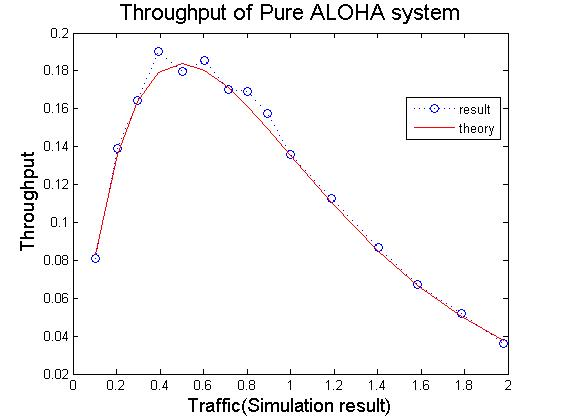 Throughput of Pure ALOHA system
0.2
0.18
0.16
0.14
0.12
0.1
0.08
0.06
0.04
0.02
Throughput
result
theory
0 0.2 0.4 0.6 0.8 1 1.2 1.4 1.6 1.8 2
Traffic(Simulation result)